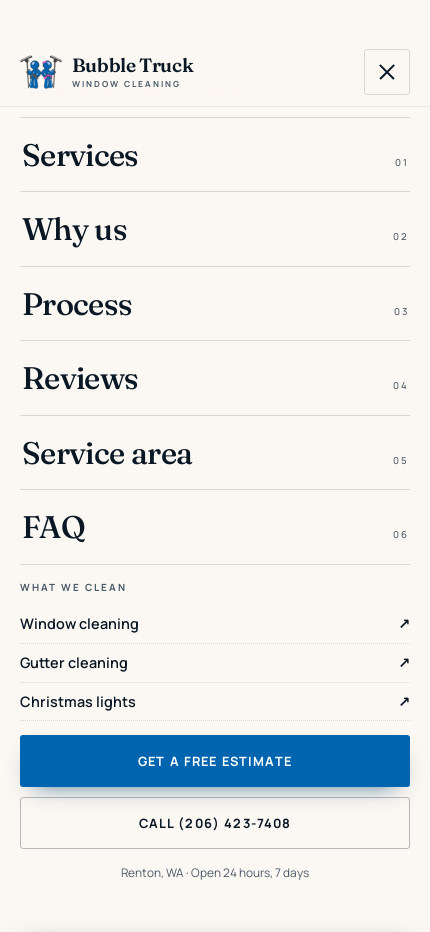 Bubble Truck
WINDOW CLEANING
Services
01
Why us
02
Process
03
Reviews
04
Service area
05
FAQ
06
WHAT WE CLEAN
Window cleaning ↗
Gutter cleaning ↗
Christmas lights ↗
GET A FREE ESTIMATE
CALL (206) 423-7408
Renton, WA · Open 24 hours, 7 days